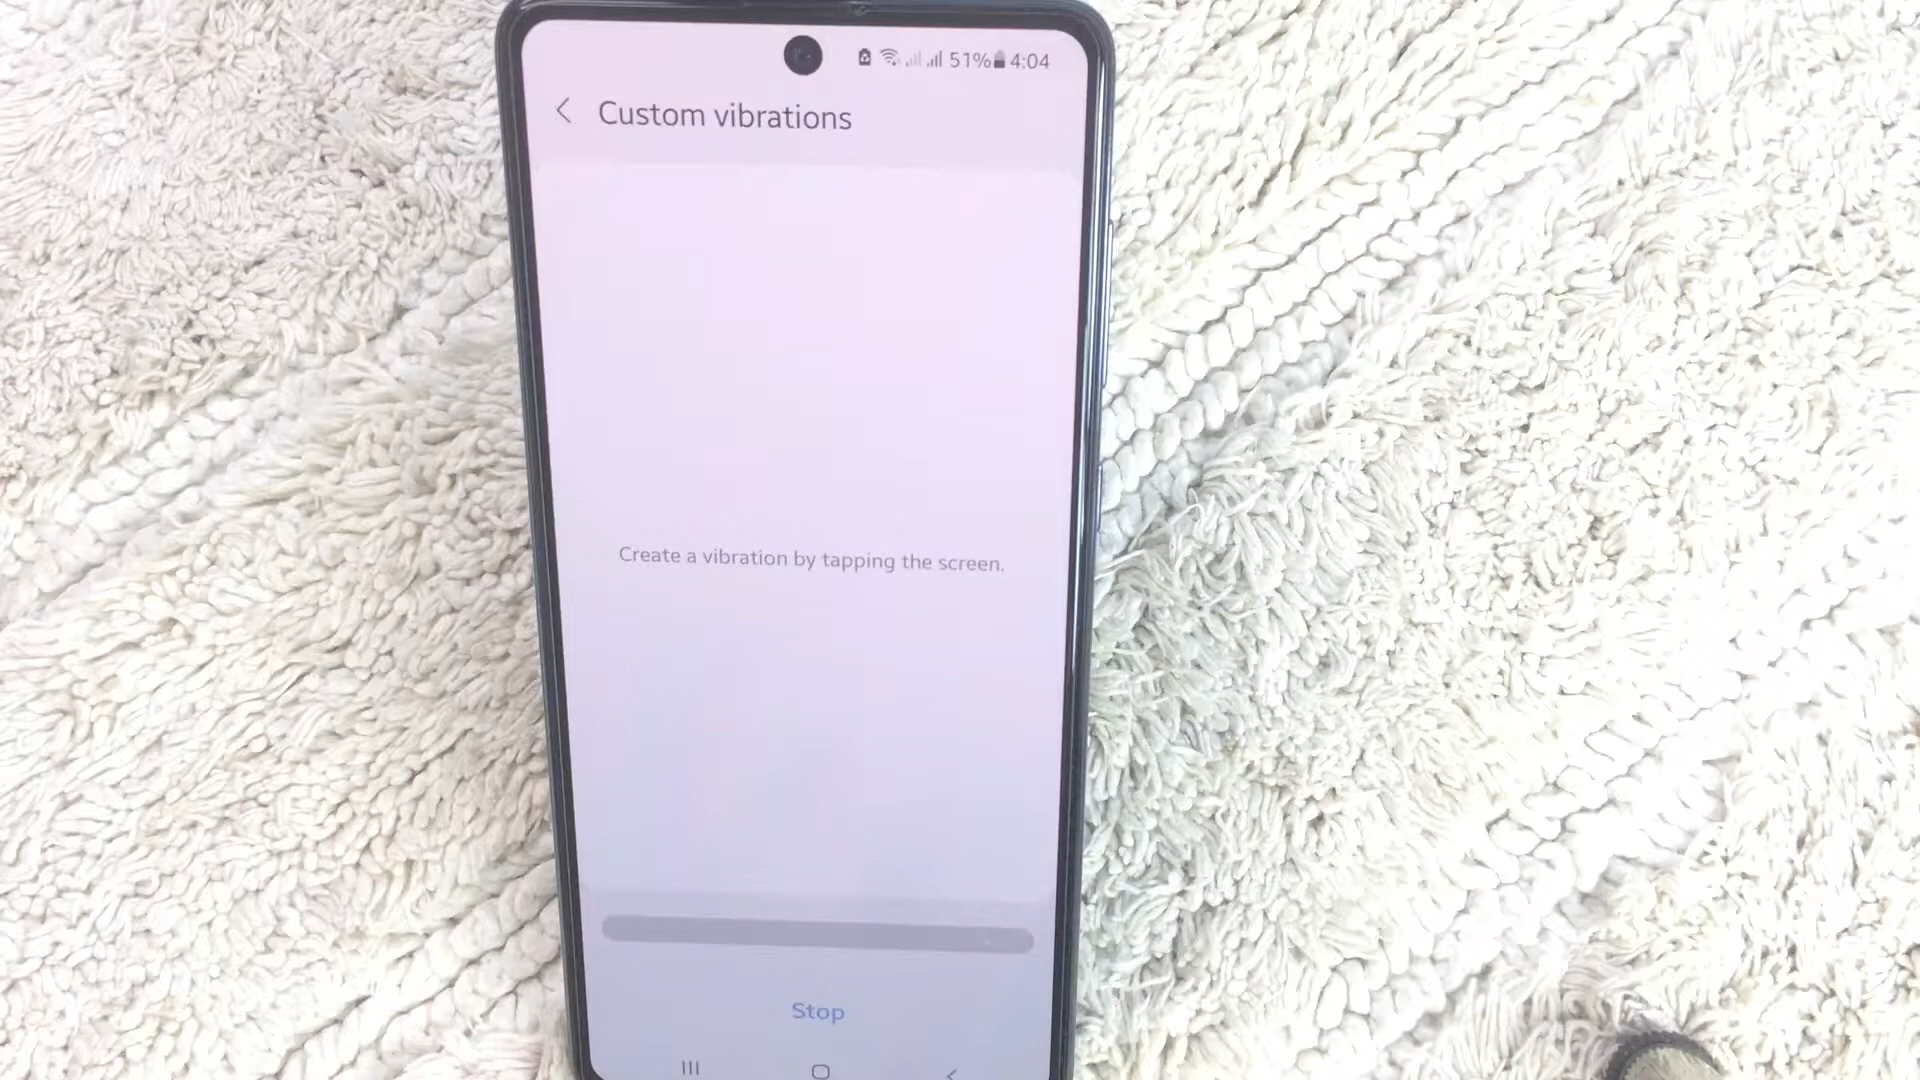 51% 4:04
Custom vibrations
Create a vibration by tapping the screen.
Stop